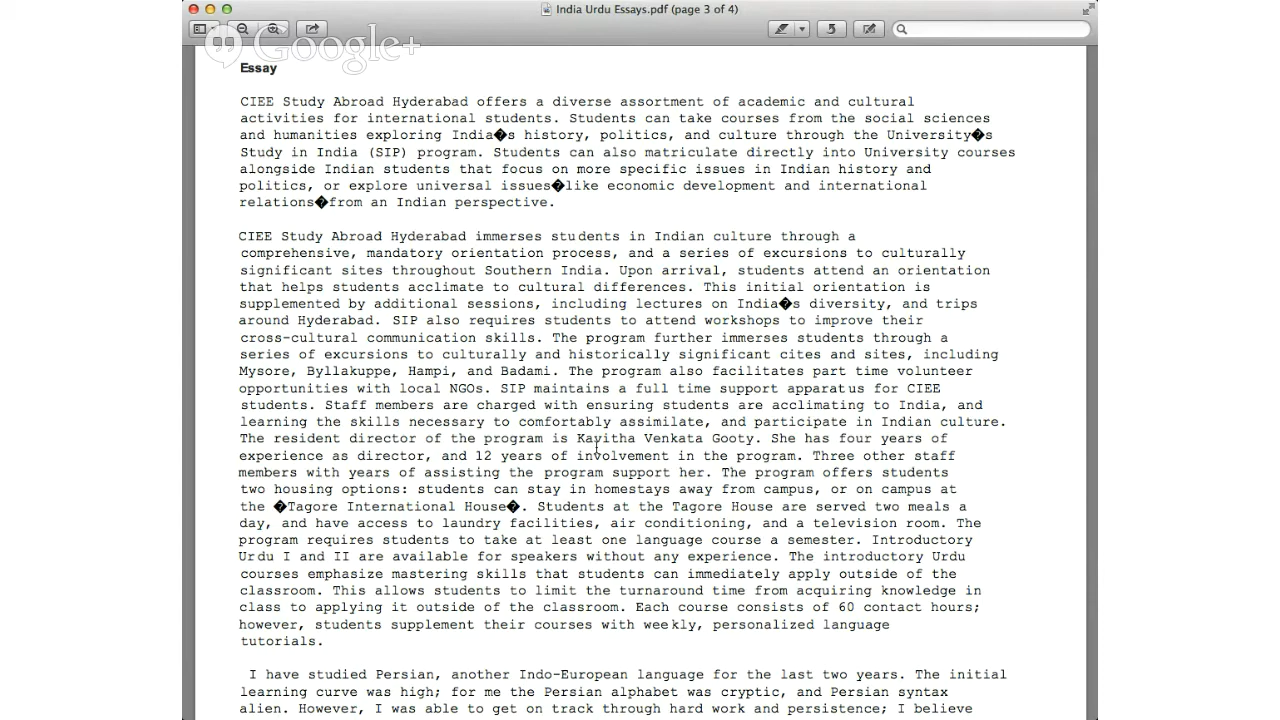 India Urdu Essays.pdf (page 3 of 4)
Google+
Essay
CIEE Study Abroad Hyderabad offers a diverse assortment of academic and cultural
activities for international students. Students can take courses from the social sciences
and humanities exploring India�s history, politics, and culture through the University�s
Study in India (SIP) program. Students can also matriculate directly into University courses
alongside Indian students that focus on more specific issues in Indian history and
politics, or explore universal issues�like economic development and international
relations�from an Indian perspective.
CIEE Study Abroad Hyderabad immerses students in Indian culture through a
comprehensive, mandatory orientation process, and a series of excursions to culturally
significant sites throughout Southern India. Upon arrival, students attend an orientation
that helps students acclimate to cultural differences. This initial orientation is
supplemented by additional sessions, including lectures on India�s diversity, and trips
around Hyderabad. SIP also requires students to attend workshops to improve their
cross-cultural communication skills. The program further immerses students through a
series of excursions to culturally and historically significant cites and sites, including
Mysore, Byllakuppe, Hampi, and Badami. The program also facilitates part time volunteer
opportunities with local NGOs. SIP maintains a full time support apparatus for CIEE
students. Staff members are charged with ensuring students are acclimating to India, and
learning the skills necessary to comfortably assimilate, and participate in Indian culture.
The resident director of the program is Kavitha Venkata Gooty. She has four years of
experience as director, and 12 years of involvement in the program. Three other staff
members with years of assisting the program support her. The program offers students
two housing options: students can stay in homestays away from campus, or on campus at
the �Tagore International House�. Students at the Tagore House are served two meals a
day, and have access to laundry facilities, air conditioning, and a television room. The
program requires students to take at least one language course a semester. Introductory
Urdu I and II are available for speakers without any experience. The introductory Urdu
courses emphasize mastering skills that students can immediately apply outside of the
classroom. This allows students to limit the turnaround time from acquiring knowledge in
class to applying it outside of the classroom. Each course consists of 60 contact hours;
however, students supplement their courses with weekly, personalized language
tutorials.
I have studied Persian, another Indo-European language for the last two years. The initial
learning curve was high; for me the Persian alphabet was cryptic, and Persian syntax
alien. However, I was able to get on track through hard work and persistence; I believe